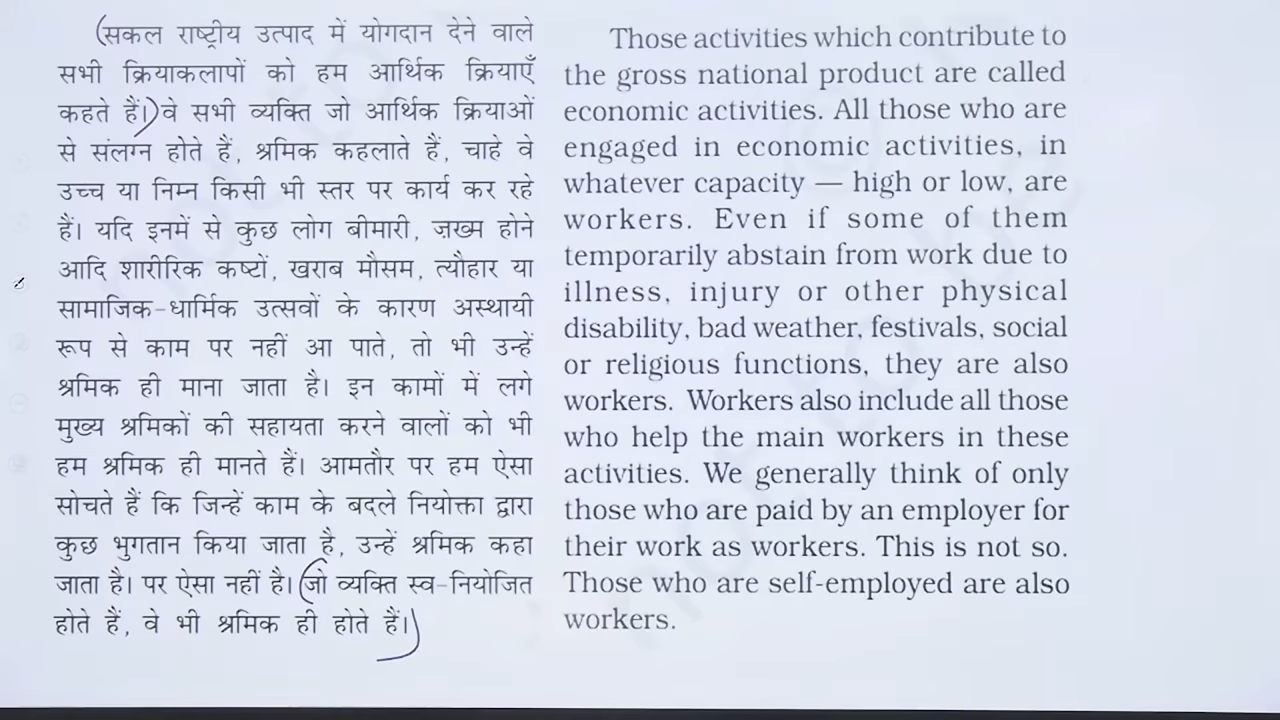 (सकल राष्ट्रीय उत्पाद में योगदान देने वाले
सभी क्रियाकलापों को हम आर्थिक क्रियाएँ
कहते हैं।) वे सभी व्यक्ति जो आर्थिक क्रियाओं
से संलग्न होते हैं, श्रमिक कहलाते हैं, चाहे वे
उच्च या निम्न किसी भी स्तर पर कार्य कर रहे
हैं। यदि इनमें से कुछ लोग बीमारी, ज़ख्म होने
आदि शारीरिक कष्टों, खराब मौसम, त्यौहार या
सामाजिक-धार्मिक उत्सवों के कारण अस्थायी
रूप से काम पर नहीं आ पाते, तो भी उन्हें
श्रमिक ही माना जाता है। इन कामों में लगे
मुख्य श्रमिकों की सहायता करने वालों को भी
हम श्रमिक ही मानते हैं। आमतौर पर हम ऐसा
सोचते हैं कि जिन्हें काम के बदले नियोक्ता द्वारा
कुछ भुगतान किया जाता है, उन्हें श्रमिक कहा
जाता है। पर ऐसा नहीं है। (जो व्यक्ति स्व-नियोजित
होते हैं, वे भी श्रमिक ही होते हैं।)
Those activities which contribute to
the gross national product are called
economic activities. All those who are
engaged in economic activities, in
whatever capacity — high or low, are
workers. Even if some of them
temporarily abstain from work due to
illness, injury or other physical
disability, bad weather, festivals, social
or religious functions, they are also
workers. Workers also include all those
who help the main workers in these
activities. We generally think of only
those who are paid by an employer for
their work as workers. This is not so.
Those who are self-employed are also
workers.